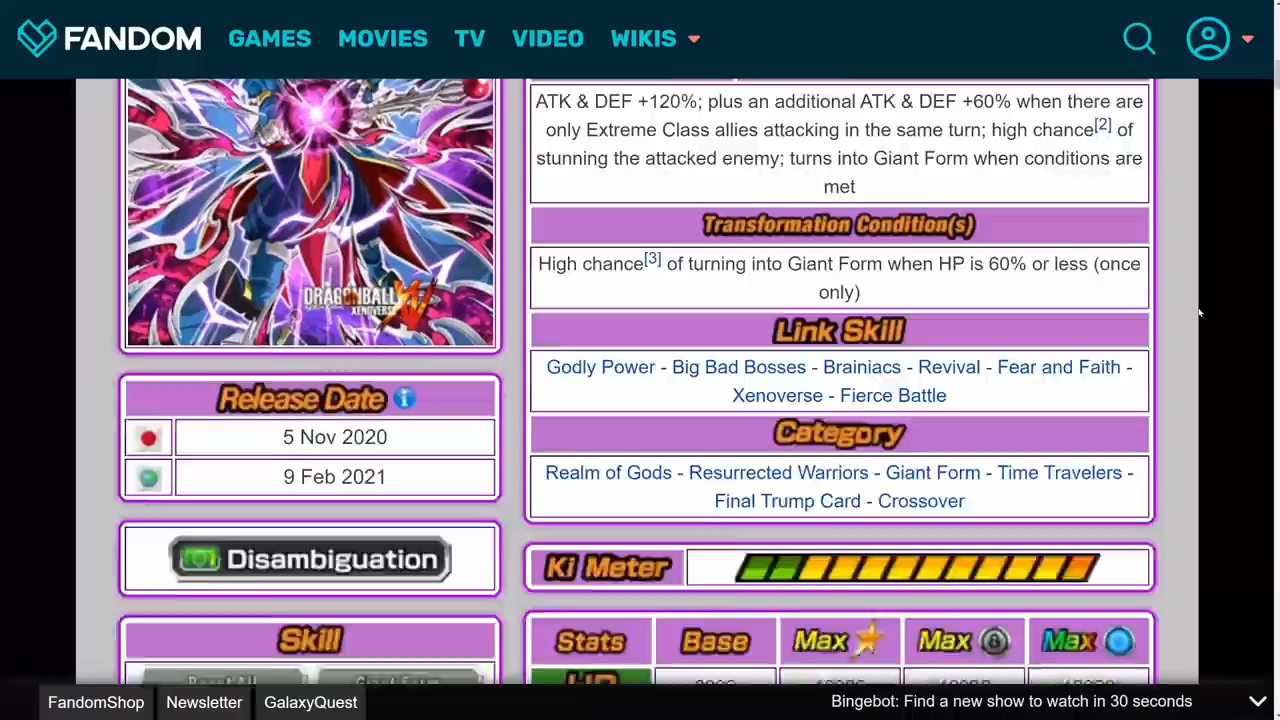 FANDOM GAMES MOVIES TV VIDEO WIKIS
ATK & DEF +120%; plus an additional ATK & DEF +60% when there are
only Extreme Class allies attacking in the same turn; high chance[2] of
stunning the attacked enemy; turns into Giant Form when conditions are
met
Transformation Condition(s)
High chance[3] of turning into Giant Form when HP is 60% or less (once
only)
Link Skill
Godly Power - Big Bad Bosses - Brainiacs - Revival - Fear and Faith -
Xenoverse - Fierce Battle
Category
Realm of Gods - Resurrected Warriors - Giant Form - Time Travelers -
Final Trump Card - Crossover
Ki Meter
Stats Base Max Max Max
HP
DRAGONBALL
XENOVERSE
Release Date
5 Nov 2020
9 Feb 2021
Disambiguation
Skill
FandomShop Newsletter GalaxyQuest
Bingebot: Find a new show to watch in 30 seconds